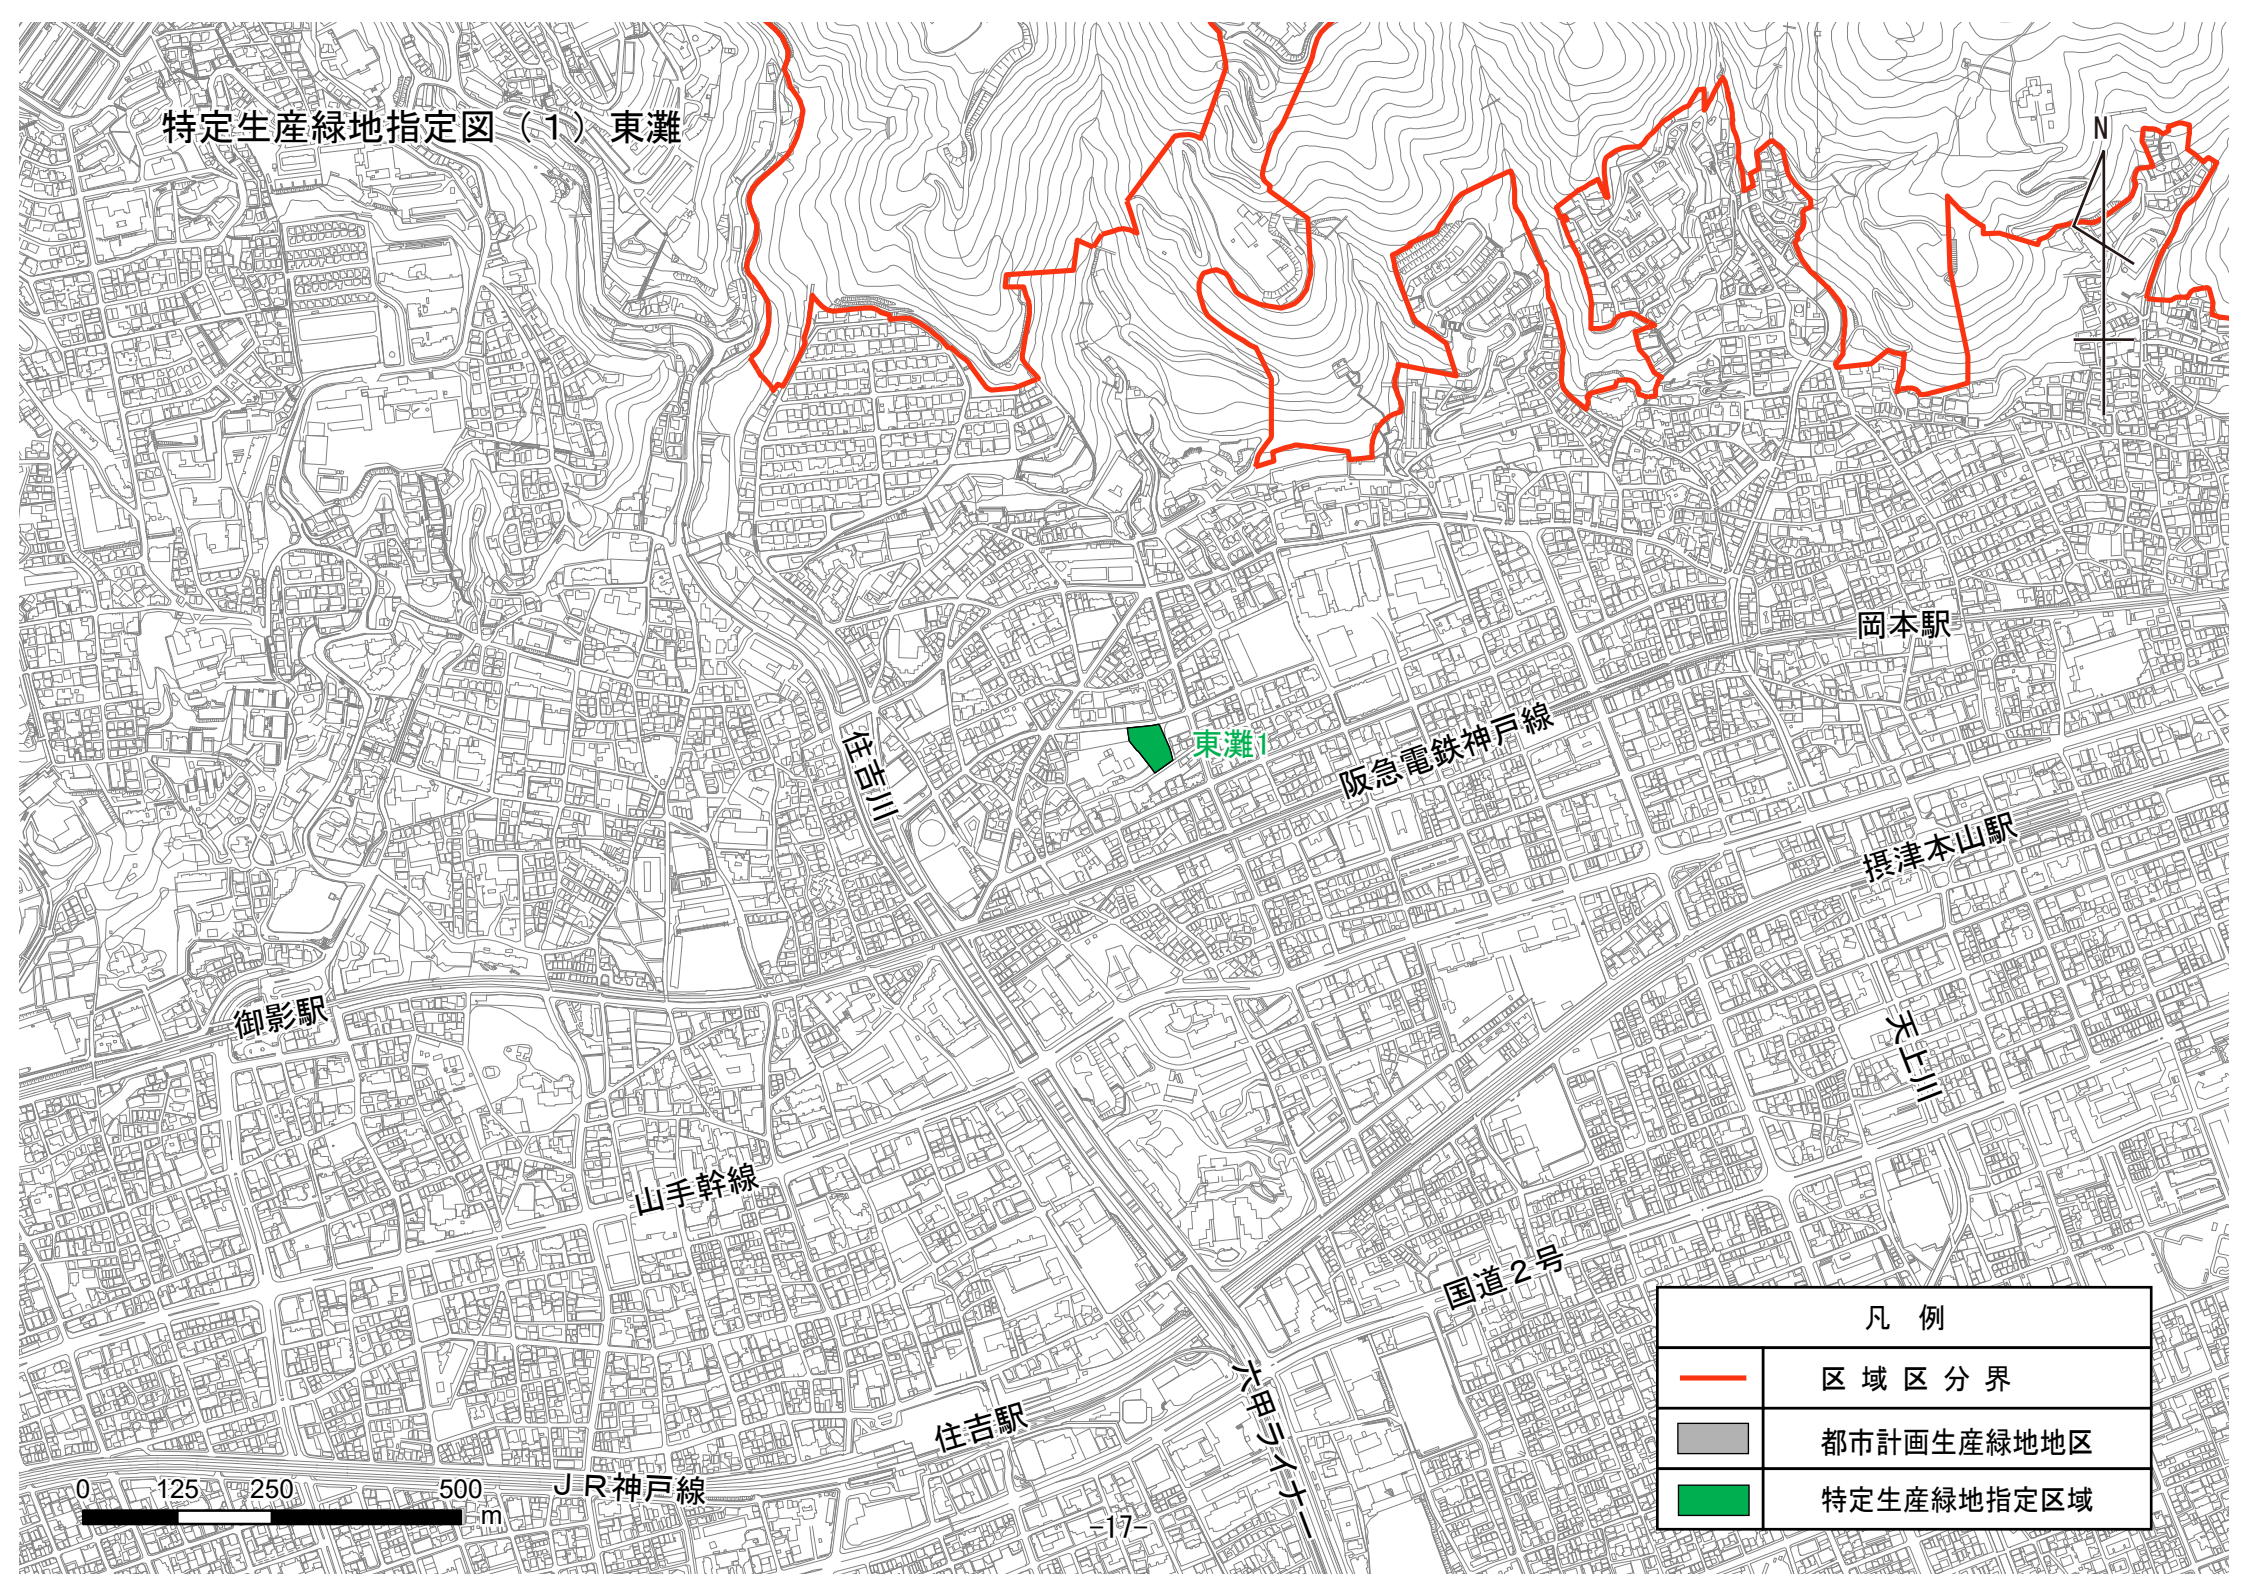 特定生産緑地指定図（１）東灘
N
岡本駅
東灘1
阪急電鉄神戸線
住吉川
摂津本山駅
御影駅
天上川
山手幹線
国道２号
六甲ライナー
住吉駅
ＪＲ神戸線
0 125 250 500
m
-17-
凡 例
区域区分界
都市計画生産緑地地区
特定生産緑地指定区域